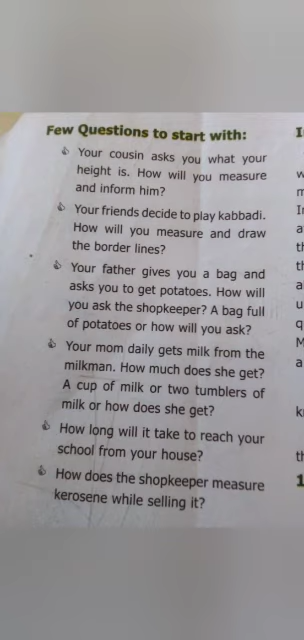 Few Questions to start with:
Your cousin asks you what your
height is. How will you measure
and inform him?
Your friends decide to play kabbadi.
How will you measure and draw
the border lines?
Your father gives you a bag and
asks you to get potatoes. How will
you ask the shopkeeper? A bag full
of potatoes or how will you ask?
Your mom daily gets milk from the
milkman. How much does she get?
A cup of milk or two tumblers of
milk or how does she get?
How long will it take to reach your
school from your house?
How does the shopkeeper measure
kerosene while selling it?